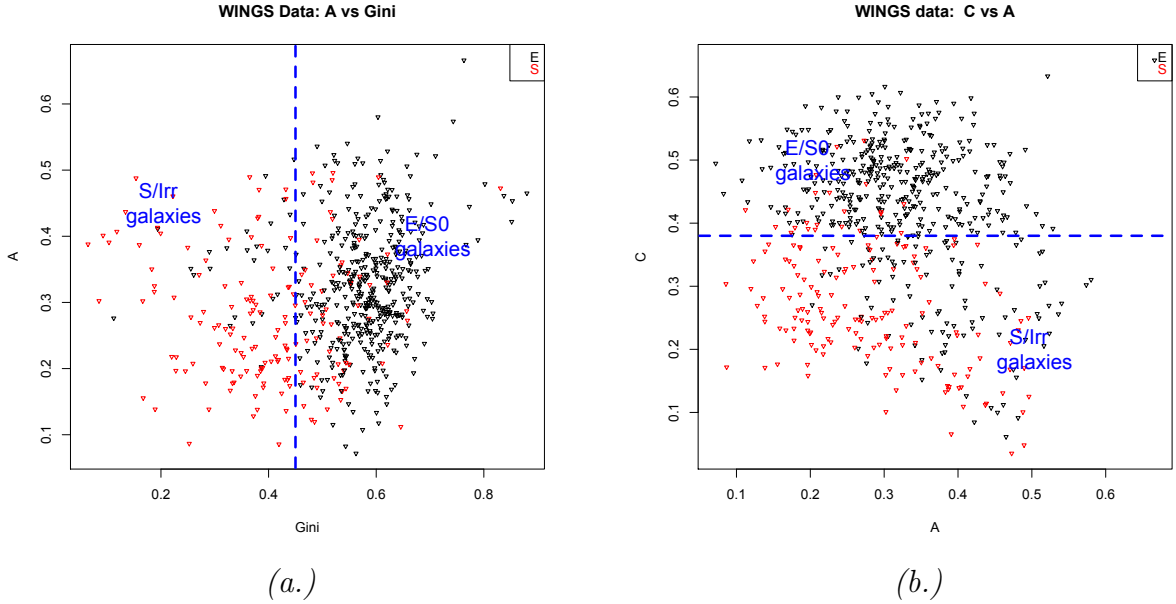 WINGS Data: A vs Gini
E
S
S/Irr
galaxies
E/S0
galaxies
A
0.1
0.2
0.3
0.4
0.5
0.6
0.2
0.4
0.6
0.8
Gini
(a.)
WINGS data: C vs A
E
S
E/S0
galaxies
S/Irr
galaxies
C
0.1
0.2
0.3
0.4
0.5
0.6
0.1
0.2
0.3
0.4
0.5
0.6
A
(b.)